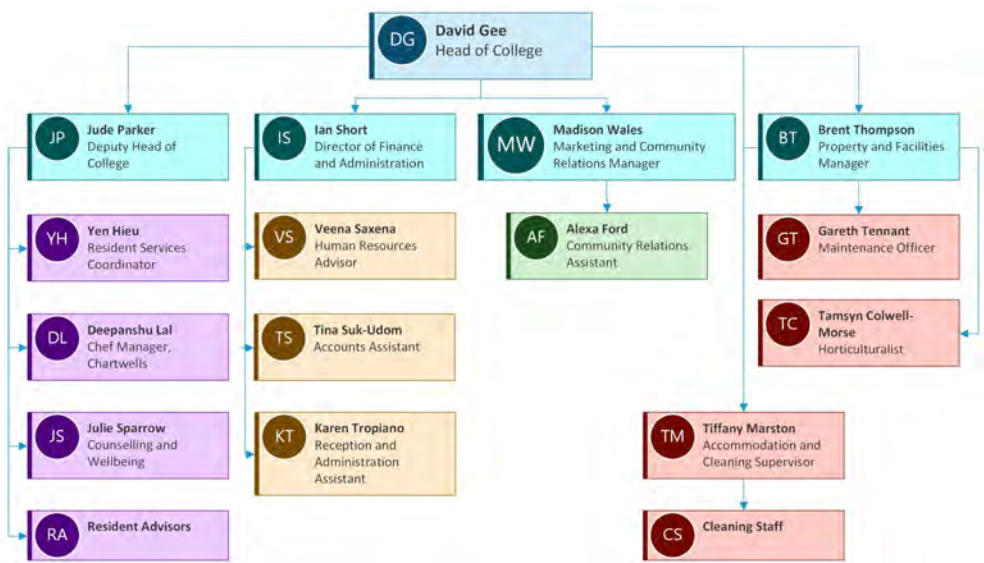 DG
David Gee
Head of College
JP
Jude Parker
Deputy Head of
College
IS
Ian Short
Director of Finance
and Administration
MW
Madison Wales
Marketing and Community
Relations Manager
BT
Brent Thompson
Property and Facilities
Manager
YH
Yen Hieu
Resident Services
Coordinator
VS
Veena Saxena
Human Resources
Advisor
AF
Alexa Ford
Community Relations
Assistant
GT
Gareth Tennant
Maintenance Officer
DL
Deepanshu Lal
Chef Manager,
Chartwells
TS
Tina Suk-Udom
Accounts Assistant
TC
Tamsyn Colwell-
Morse
Horticulturalist
JS
Julie Sparrow
Counselling and
Wellbeing
KT
Karen Tropiano
Reception and
Administration
Assistant
TM
Tiffany Marston
Accommodation and
Cleaning Supervisor
RA
Resident Advisors
CS
Cleaning Staff